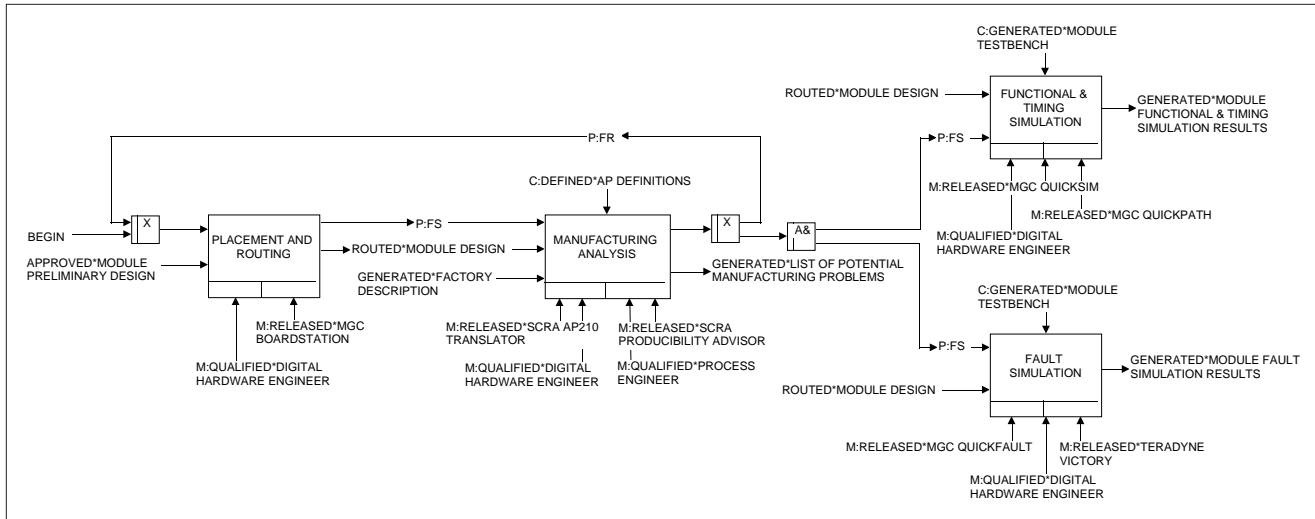 C:GENERATED*MODULE
TESTBENCH
ROUTED*MODULE DESIGN
FUNCTIONAL &
TIMING
SIMULATION
GENERATED*MODULE
FUNCTIONAL & TIMING
SIMULATION RESULTS
P:FR
P:FS
C:DEFINED*AP DEFINITIONS
M:RELEASED*MGC QUICKSIM
M:RELEASED*MGC QUICKPATH
M:QUALIFIED*DIGITAL
HARDWARE ENGINEER
BEGIN
X
APPROVED*MODULE
PRELIMINARY DESIGN
PLACEMENT AND
ROUTING
P:FS
ROUTED*MODULE DESIGN
GENERATED*FACTORY
DESCRIPTION
MANUFACTURING
ANALYSIS
X
A&
GENERATED*LIST OF POTENTIAL
MANUFACTURING PROBLEMS
M:RELEASED*MGC
BOARDSTATION
M:QUALIFIED*DIGITAL
HARDWARE ENGINEER
M:RELEASED*SCRA AP210
TRANSLATOR
M:QUALIFIED*DIGITAL
HARDWARE ENGINEER
M:RELEASED*SCRA
PRODUCIBILITY ADVISOR
M:QUALIFIED*PROCESS
ENGINEER
C:GENERATED*MODULE
TESTBENCH
P:FS
FAULT
SIMULATION
GENERATED*MODULE FAULT
SIMULATION RESULTS
ROUTED*MODULE DESIGN
M:RELEASED*MGC QUICKFAULT
M:RELEASED*TERADYNE
VICTORY
M:QUALIFIED*DIGITAL
HARDWARE ENGINEER